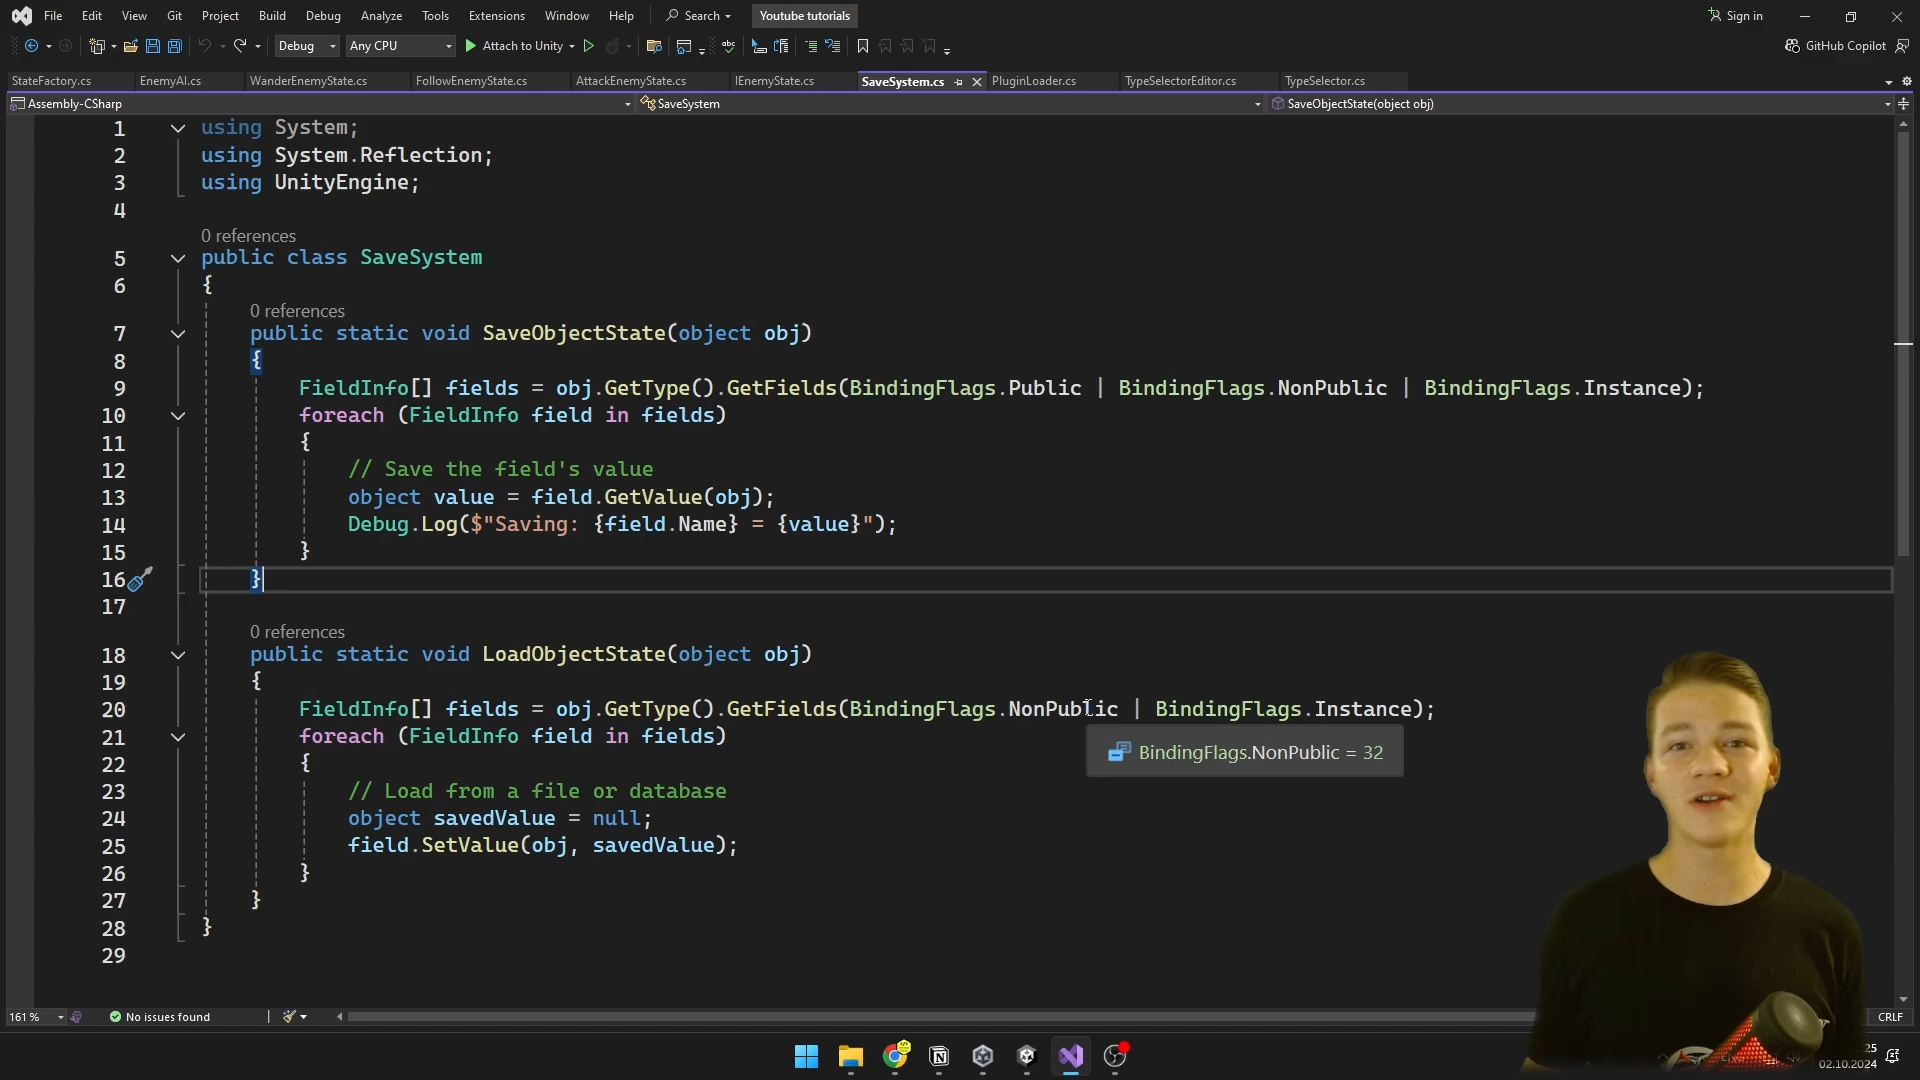 File Edit View Git Project Build Debug Analyze Tools Extensions Window Help Search Youtube tutorials Sign in
Debug Any CPU Attach to Unity abc GitHub Copilot
StateFactory.cs EnemyAI.cs WanderEnemyState.cs FollowEnemyState.cs AttackEnemyState.cs IEnemyState.cs SaveSystem.cs PluginLoader.cs TypeSelectorEditor.cs TypeSelector.cs
Assembly-CSharp SaveSystem SaveObjectState(object obj)
1 using System;
2 using System.Reflection;
3 using UnityEngine;
4
0 references
5 public class SaveSystem
6 {
0 references
7 public static void SaveObjectState(object obj)
8 {
9 FieldInfo[] fields = obj.GetType().GetFields(BindingFlags.Public | BindingFlags.NonPublic | BindingFlags.Instance);
10 foreach (FieldInfo field in fields)
11 {
12 // Save the field's value
13 object value = field.GetValue(obj);
14 Debug.Log($"Saving: {field.Name} = {value}");
15 }
16 }
17
0 references
18 public static void LoadObjectState(object obj)
19 {
20 FieldInfo[] fields = obj.GetType().GetFields(BindingFlags.NonPublic | BindingFlags.Instance);
21 foreach (FieldInfo field in fields)
BindingFlags.NonPublic = 32
22 {
23 // Load from a file or database
24 object savedValue = null;
25 field.SetValue(obj, savedValue);
26 }
27 }
28 }
29
161 % No issues found CRLF
25
02.10.2024